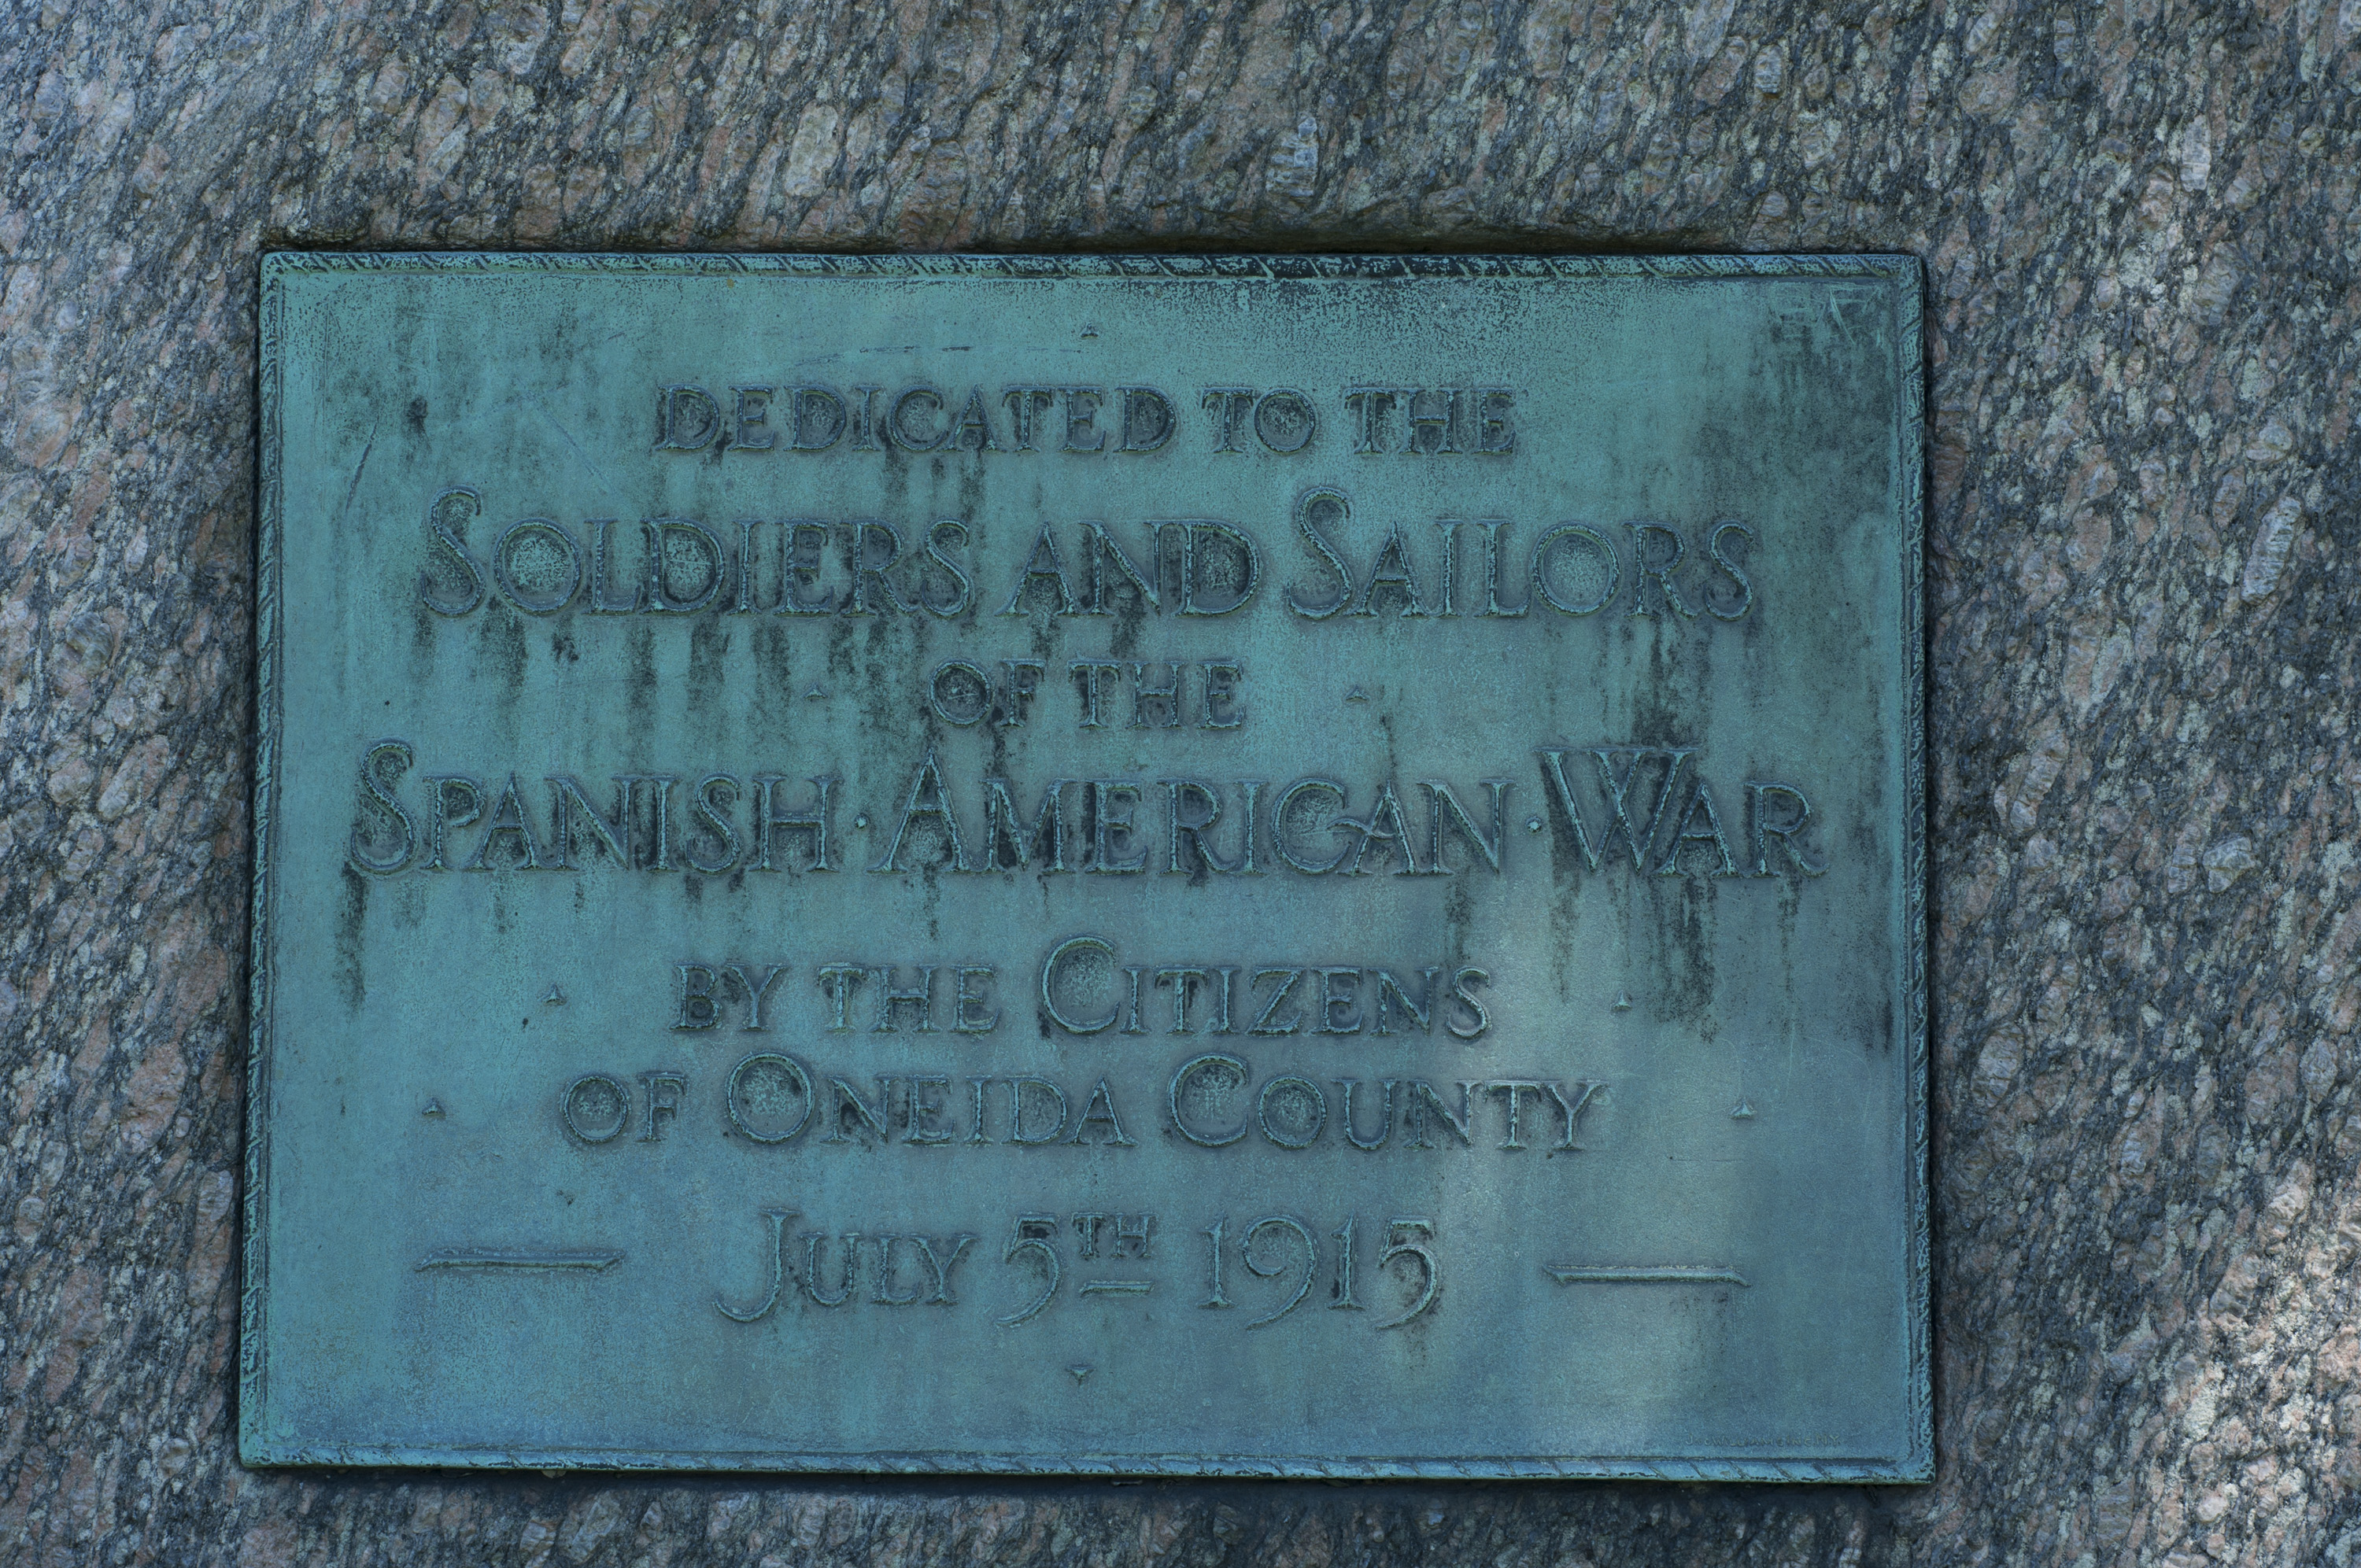 DEDICATED TO THE
SOLDIERS AND SAILORS
OF THE
SPANISH·AMERICAN·WAR
BY THE CITIZENS
OF ONEIDA COUNTY
JULY 5TH 1915